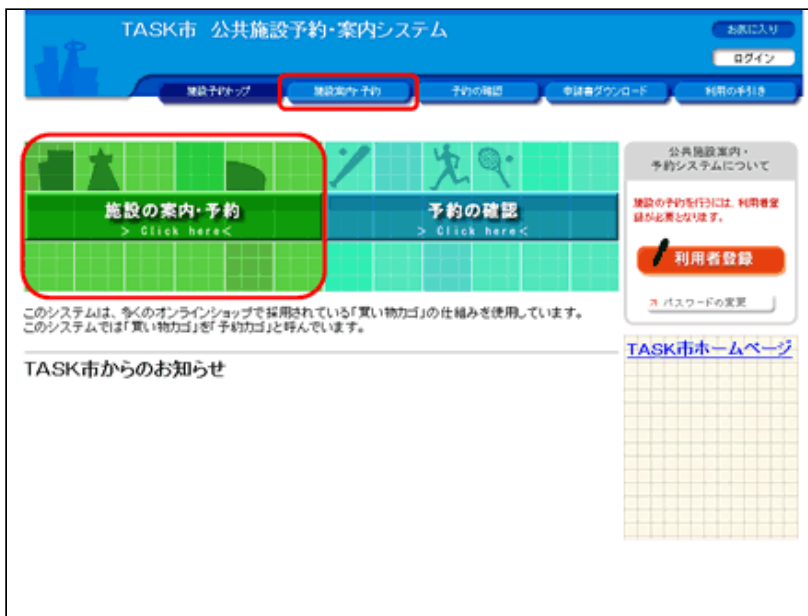 TASK市 公共施設予約・案内システム
お気に入り
ログイン
施設予約トップ
施設案内・予約
予約の確認
申請書ダウンロード
利用の手引き
施設の案内・予約
> Click here<
予約の確認
> Click here<
公共施設案内・
予約システムについて
施設の予約を行うには、利用者登
録が必要となります。
利用者登録
パスワードの変更
このシステムは、多くのオンラインショップで採用されている「買い物カゴ」の仕組みを使用しています。
このシステムでは「買い物カゴ」を「予約カゴ」と呼んでいます。
TASK市ホームページ
TASK市からのお知らせ